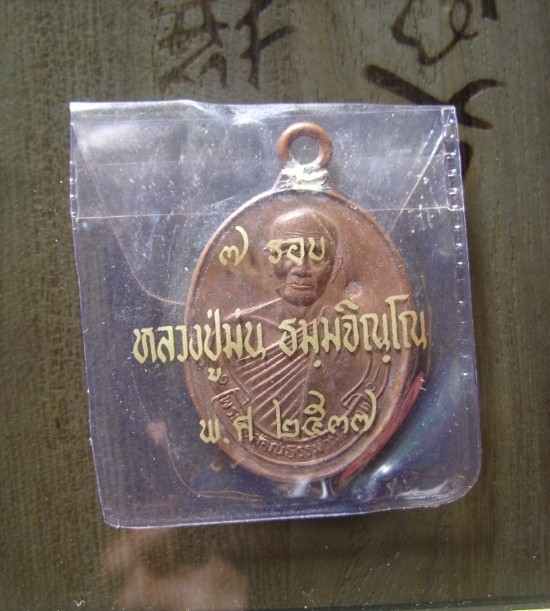 ๗ รอบ
หลวงปู่ม่น ธมฺมจิณฺโณ
พ.ศ ๒๕๓๗